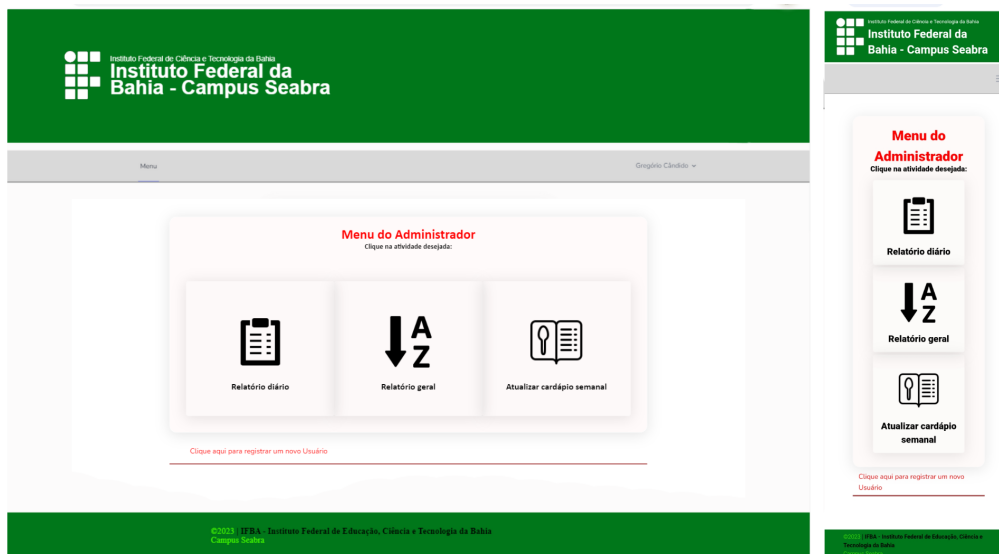 Instituto Federal de Ciência e Tecnologia da Bahia
Instituto Federal da
Bahia - Campus Seabra
Menu
Gregório Cândido
Menu do Administrador
Clique na atividade desejada:
Relatório diário
A
Z
Relatório geral
Atualizar cardápio semanal
Clique aqui para registrar um novo Usuário
©2023 | IFBA - Instituto Federal de Educação, Ciência e Tecnologia da Bahia
Campus Seabra
Instituto Federal de Ciência e Tecnologia da Bahia
Instituto Federal da
Bahia - Campus Seabra
Menu do
Administrador
Clique na atividade desejada:
Relatório diário
A
Z
Relatório geral
Atualizar cardápio
semanal
Clique aqui para registrar um novo
Usuário
©2023 | IFBA - Instituto Federal de Educação, Ciência e
Tecnologia da Bahia